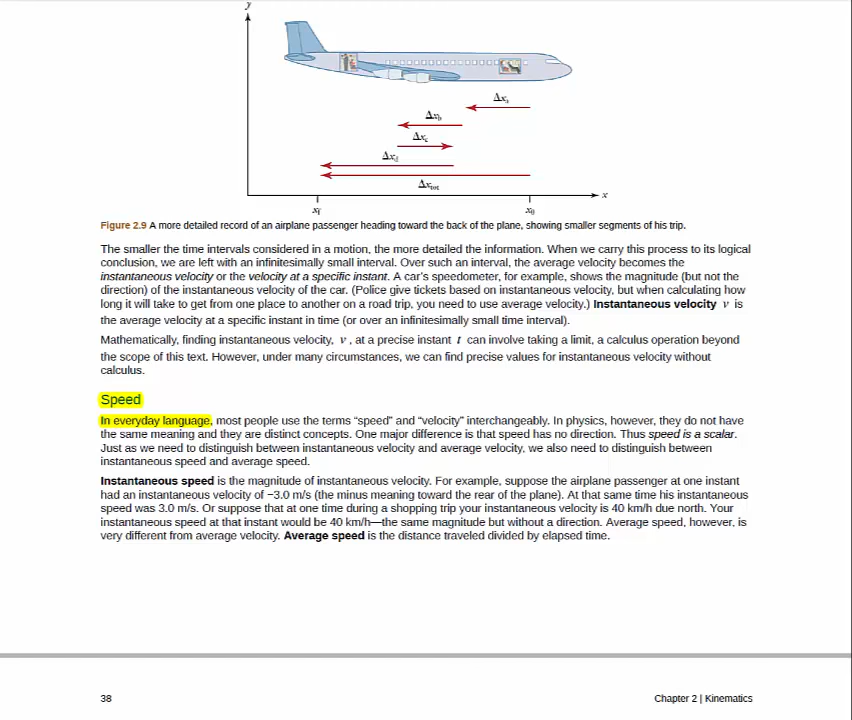 y
Δxa
Δxb
Δxc
Δxd
Δxtot
x
xf
x0
Figure 2.9 A more detailed record of an airplane passenger heading toward the back of the plane, showing smaller segments of his trip.
The smaller the time intervals considered in a motion, the more detailed the information. When we carry this process to its logical
conclusion, we are left with an infinitesimally small interval. Over such an interval, the average velocity becomes the
instantaneous velocity or the velocity at a specific instant. A car's speedometer, for example, shows the magnitude (but not the
direction) of the instantaneous velocity of the car. (Police give tickets based on instantaneous velocity, but when calculating how
long it will take to get from one place to another on a road trip, you need to use average velocity.) Instantaneous velocity v is
the average velocity at a specific instant in time (or over an infinitesimally small time interval).
Mathematically, finding instantaneous velocity, v , at a precise instant t can involve taking a limit, a calculus operation beyond
the scope of this text. However, under many circumstances, we can find precise values for instantaneous velocity without
calculus.
Speed
In everyday language, most people use the terms “speed” and “velocity” interchangeably. In physics, however, they do not have
the same meaning and they are distinct concepts. One major difference is that speed has no direction. Thus speed is a scalar.
Just as we need to distinguish between instantaneous velocity and average velocity, we also need to distinguish between
instantaneous speed and average speed.
Instantaneous speed is the magnitude of instantaneous velocity. For example, suppose the airplane passenger at one instant
had an instantaneous velocity of −3.0 m/s (the minus meaning toward the rear of the plane). At that same time his instantaneous
speed was 3.0 m/s. Or suppose that at one time during a shopping trip your instantaneous velocity is 40 km/h due north. Your
instantaneous speed at that instant would be 40 km/h—the same magnitude but without a direction. Average speed, however, is
very different from average velocity. Average speed is the distance traveled divided by elapsed time.
38
Chapter 2 | Kinematics